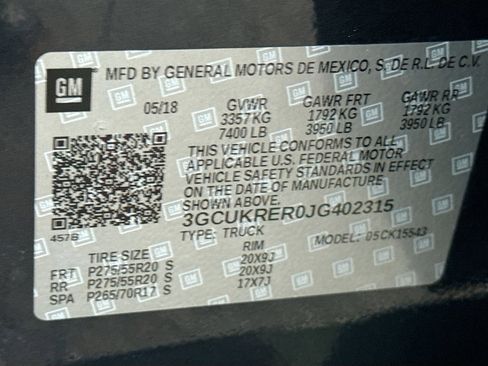 GM MFD BY GENERAL MOTORS DE MEXICO, S. DE R.L. DE C.V.
05/18 GVWR GAWR FRT GAWR RR
3357 KG 1792 KG 1792 KG
7400 LB 3950 LB 3950 LB
THIS VEHICLE CONFORMS TO ALL
APPLICABLE U.S. FEDERAL MOTOR
VEHICLE SAFETY STANDARDS IN EFFECT
ON THE DATE OF MANUFACTURE
SHOWN ABOVE.
3GCUKRER0JG402315
457B TYPE: TRUCK MODEL: 05CK15543
TIRE SIZE RIM
FRT P275/55R20 S 20X9J
RR P275/55R20 S 20X9J
SPA P265/70R17 S 17X7J